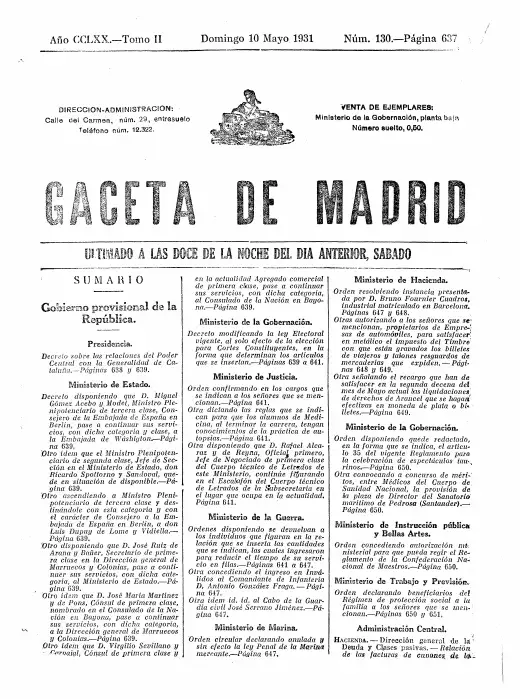 Año CCLXX.—Tomo II
Domingo 10 Mayo 1931
Núm. 130.—Página 637
DIRECCION-ADMINISTRACION:
Calle del Carmen, núm. 29, entresuelo
Teléfono núm. 12.322.
VENTA DE EJEMPLARES:
Ministerio de la Gobernación, planta baja
Número suelto, 0,50.
GACETA DE MADRID
ULTIMADO A LAS DOCE DE LA NOCHE DEL DIA ANTERIOR, SABADO
SUMARIO
Gobierno provisional de la
República.
Presidencia.
Decreto sobre las relaciones del Poder
Central con la Generalidad de Ca-
taluña.—Páginas 638 y 639.
Ministerio de Estado.
Decreto disponiendo que D. Miguel
Gómez Acebo y Modet, Ministro Ple-
nipotenciario de tercera clase, Con-
sejero de la Embajada de España en
Berlín, pase a continuar sus servi-
cios, con dicha categoría y clase, a
la Embajada de Wáshigton.—Pági-
na 639.
Otro ídem que el Ministro Plenipoten-
ciario de segunda clase, Jefe de Sec-
ción en el Ministerio de Estado, don
Ricardo Spottorno y Sandoval, que-
de en situación de disponible.—Pá-
gina 639.
Otro ascendiendo a Ministro Pleni-
potenciario de tercera clase y des-
tinándole con esta categoría y con
el carácter de Consejero a la Em-
bajada de España en Berlín, a don
Luis Dupuy de Lome y Vidiella.—
Página 639.
Otro disponiendo que D. José Ruiz de
Arana y Bauer, Secretario de prime-
ra clase en la Dirección general de
Marruecos y Colonias, pase a conti-
nuar sus servicios, con dicha cate-
goría, al Ministerio de Estado.—Pá-
gina 639.
Otro ídem que D. José María Martínez
y de Pons, Cónsul de primera clase,
nombrado en el Consulado de la Na-
ción en Bayona, pase a continuar
sus servicios, con dicha categoría,
a la Dirección general de Marruecos
y Colonias.—Página 639.
Otro ídem que D. Virgilio Sevillano y
Carvajal, Cónsul de primera clase y
en la actualidad Agregado comercial
de primera clase, pase a continuar
sus servicios, con dicha categoría,
al Consulado de la Nación en Bayo-
na.—Página 639.
Ministerio de la Gobernación.
Decreto modificando la ley Electoral
vigente, al solo efecto de la elección
para Cortes Constituyentes, en la
forma que determinan los artículos
que se insertan.—Páginas 639 a 641.
Ministerio de Justicia.
Orden confirmando en los cargos que
se indican a los señores que se men-
cionan.—Página 641.
Otra dictando las reglas que se indi-
can para que los alumnos de Medi-
cina, al terminar la carrera, tengan
conocimientos de la práctica de au-
topsias.—Página 641.
Otra disponiendo que D. Rafael Alca-
raz y de Reyna, Oficial primero,
Jefe de Negociado de primera clase
del Cuerpo técnico de Letrados de
este Ministerio, continúe figurando
en el Escalafón del Cuerpo técnico
de Letrados de la Subsecretaría en
el lugar que ocupa en la actualidad.
Página 641.
Ministerio de la Guerra.
Ordenes disponiendo se devuelvan a
los individuos que figuran en la re-
lación que se inserta las cantidades
que se indican, las cuales ingresaron
para reducir el tiempo de su servi-
cio en filas.—Páginas 641 a 647.
Otra concediendo el ingreso en Invá-
lidos al Comandante de Infantería
D. Antonio González Fraga. — Pági-
na 647.
Otra ídem id. id. al Cabo de la Guar-
dia civil José Serrano Jiménez.—Pá-
gina 647.
Ministerio de Marina.
Orden circular declarando anulada y
sin efecto la ley Penal de la Marina
mercante.—Página 647.
Ministerio de Hacienda.
Orden resolviendo instancia presenta-
da por D. Bruno Fournier Cuadros,
industrial matriculado en Barcelona.
Páginas 647 y 648.
Otras autorizando a los señores que se
mencionan, propietarios de Empre-
sas de automóviles, para satisfacer
en metálico el impuesto del Timbre
con que están gravados los billetes
de viajeros y talones resguardos de
mercaderías que expiden. — Pági-
nas 648 y 649.
Otra señalando el recargo que han de
satisfacer en la segunda decena del
mes de Mayo actual las liquidaciones
de derechos de Arancel que se hagan
efectivas en moneda de plata o bi-
lletes.—Página 649.
Ministerio de la Gobernación.
Orden disponiendo quede redactado,
en la forma que se indica, el artícu-
lo 35 del vigente Reglamento para
la celebración de espectáculos tau-
rinos.—Página 650.
Otra convocando a concurso de méri-
tos, entre Médicos del Cuerpo de
Sanidad Nacional, la provisión de
la plaza de Director del Sanatorio
marítimo de Pedrosa (Santander).—
Página 650.
Ministerio de Instrucción pública
y Bellas Artes.
Orden concediendo autorización mi-
nisterial para que pueda regir el Re-
glamento de la Confederación Na-
cional de Maestros.—Página 650.
Ministerio de Trabajo y Previsión.
Orden declarando beneficiarios del
Régimen de protección social a la
familia a los señores que se men-
cionan.—Páginas 650 y 651.
Administración Central.
HACIENDA. — Dirección general de la
Deuda y Clases pasivas. — Relación
de las facturas de cupones de la